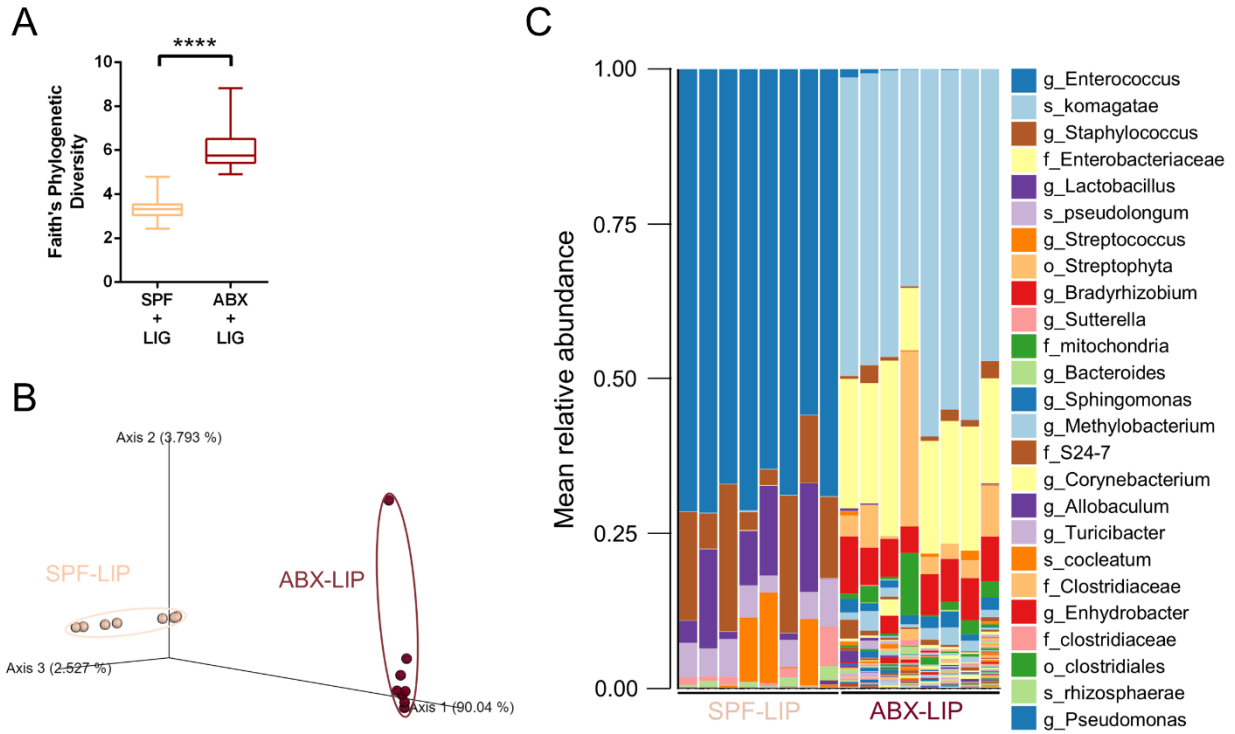 A
****
Faith's Phylogenetic
Diversity
10
8
6
4
2
0
SPF
+
LIG
ABX
+
LIG
B
Axis 2 (3.793 %)
SPF-LIP
ABX-LIP
Axis 3 (2.527 %)
Axis 1 (90.04 %)
C
Mean relative abundance
1.00
0.75
0.50
0.25
0.00
SPF-LIP
ABX-LIP
g_Enterococcus
s_komagatae
g_Staphylococcus
f_Enterobacteriaceae
g_Lactobacillus
s_pseudolongum
g_Streptococcus
o_Streptophyta
g_Bradyrhizobium
g_Sutterella
f_mitochondria
g_Bacteroides
g_Sphingomonas
g_Methylobacterium
f_S24-7
g_Corynebacterium
g_Allobaculum
g_Turicibacter
s_cocleatum
f_Clostridiaceae
g_Enhydrobacter
f_clostridiaceae
o_clostridiales
s_rhizosphaerae
g_Pseudomonas